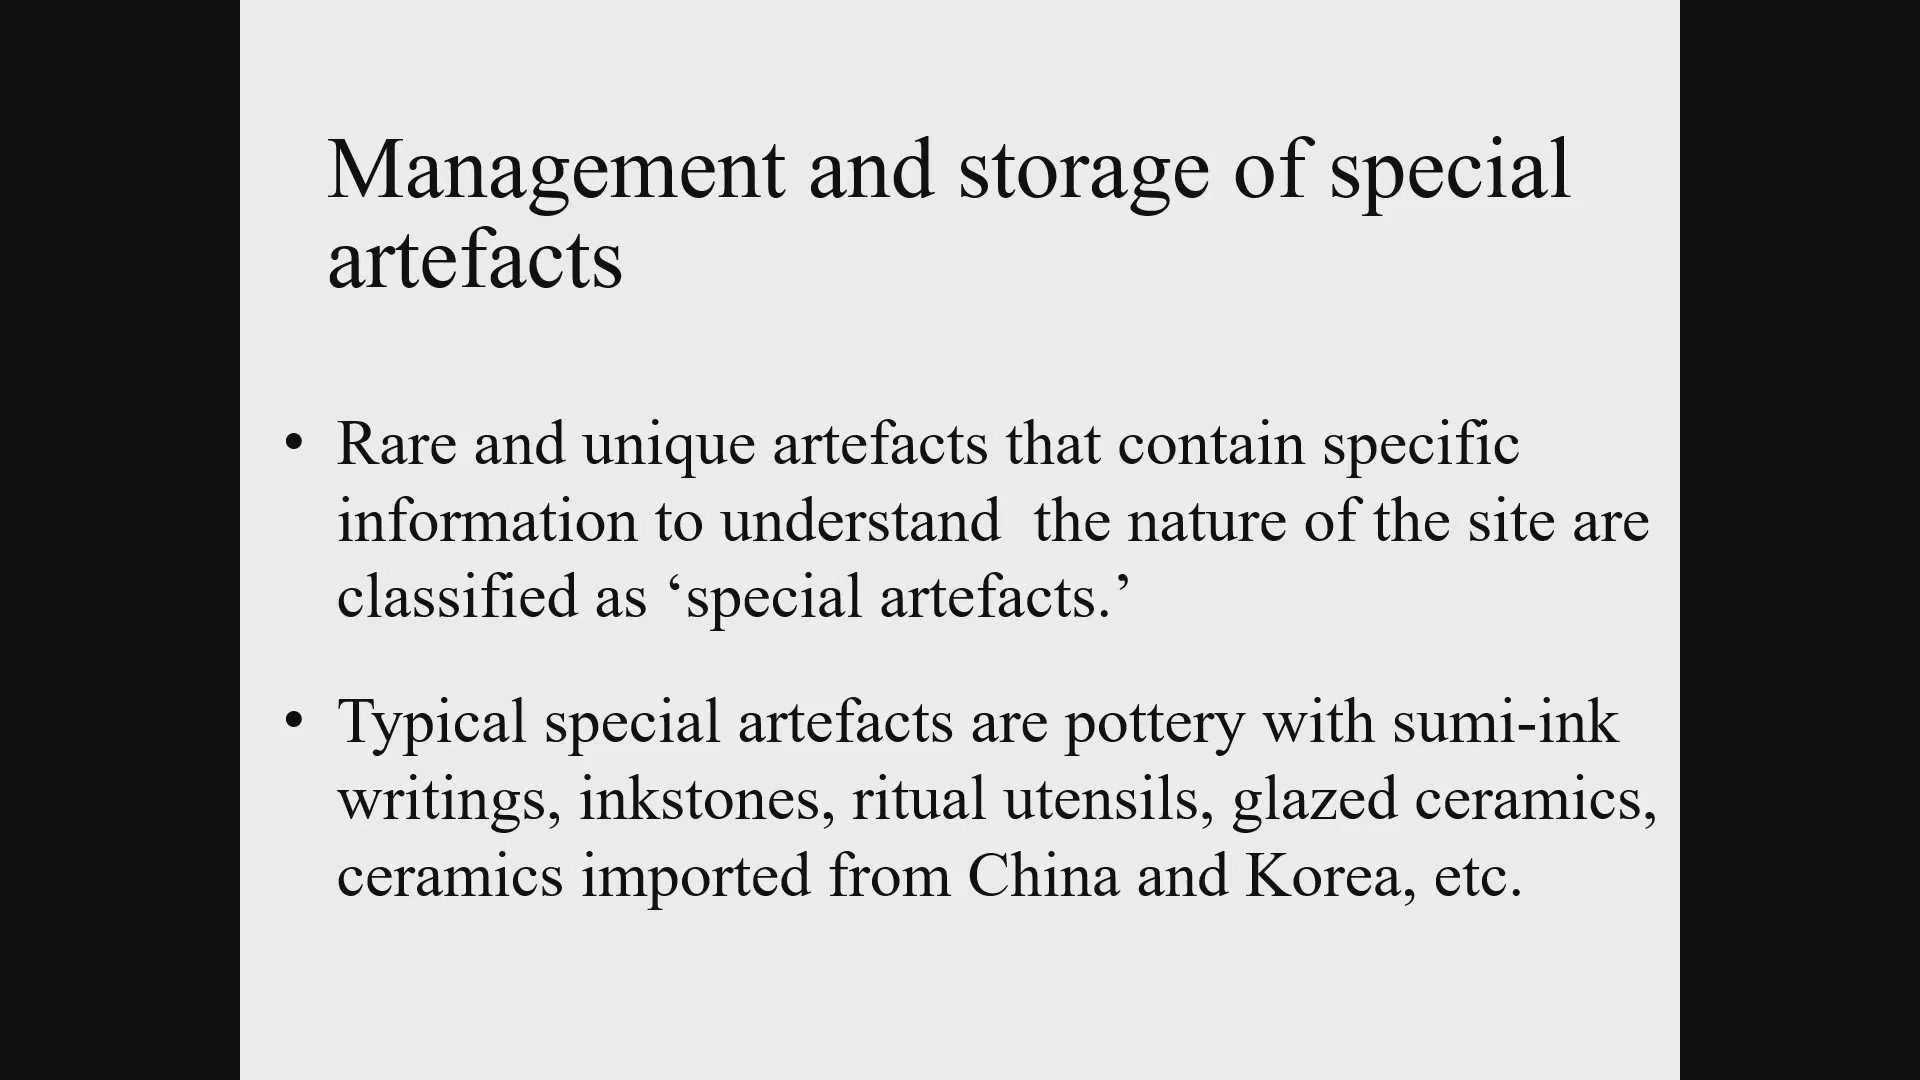 Management and storage of special
artefacts
• Rare and unique artefacts that contain specific
information to understand  the nature of the site are
classified as ‘special artefacts.’
• Typical special artefacts are pottery with sumi-ink
writings, inkstones, ritual utensils, glazed ceramics,
ceramics imported from China and Korea, etc.